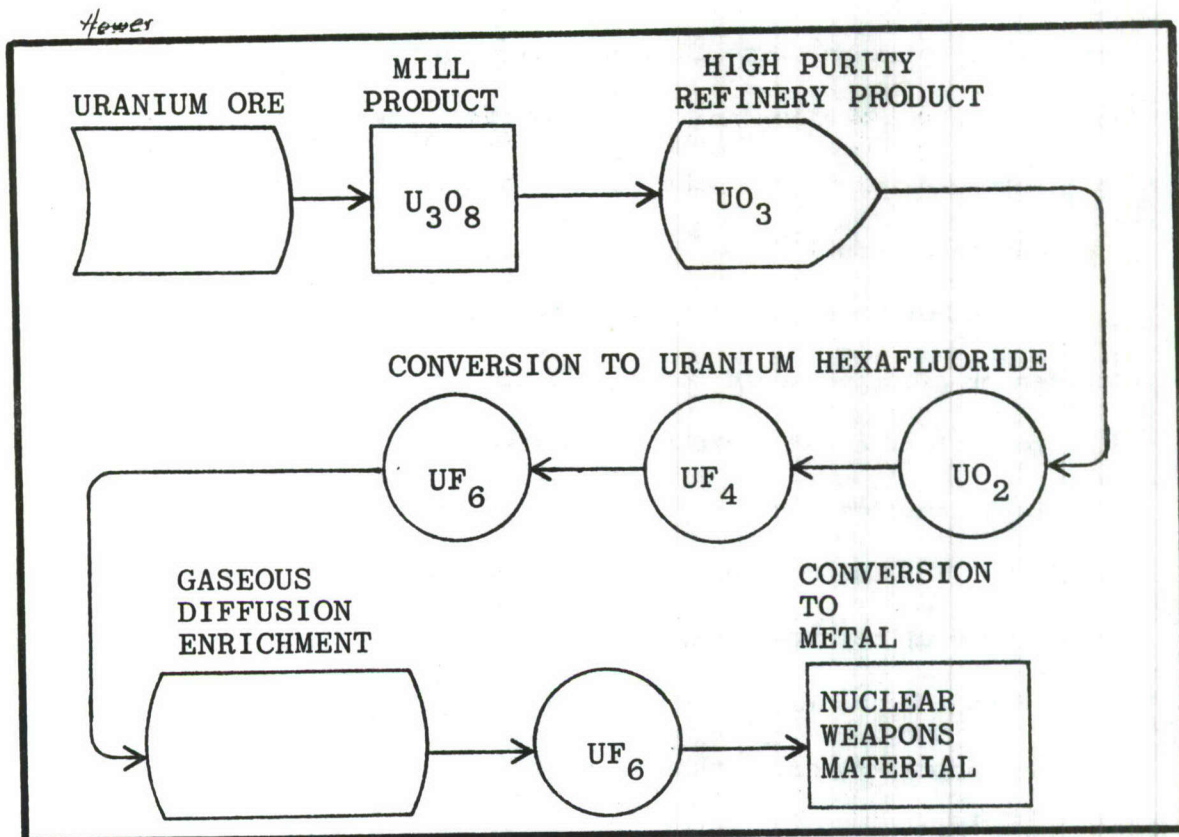 Hower
URANIUM ORE
MILL
PRODUCT
HIGH PURITY
REFINERY PRODUCT
U₃O₈
UO₃
CONVERSION TO URANIUM HEXAFLUORIDE
UF₆
UF₄
UO₂
GASEOUS
DIFFUSION
ENRICHMENT
UF₆
CONVERSION
TO
METAL
NUCLEAR
WEAPONS
MATERIAL